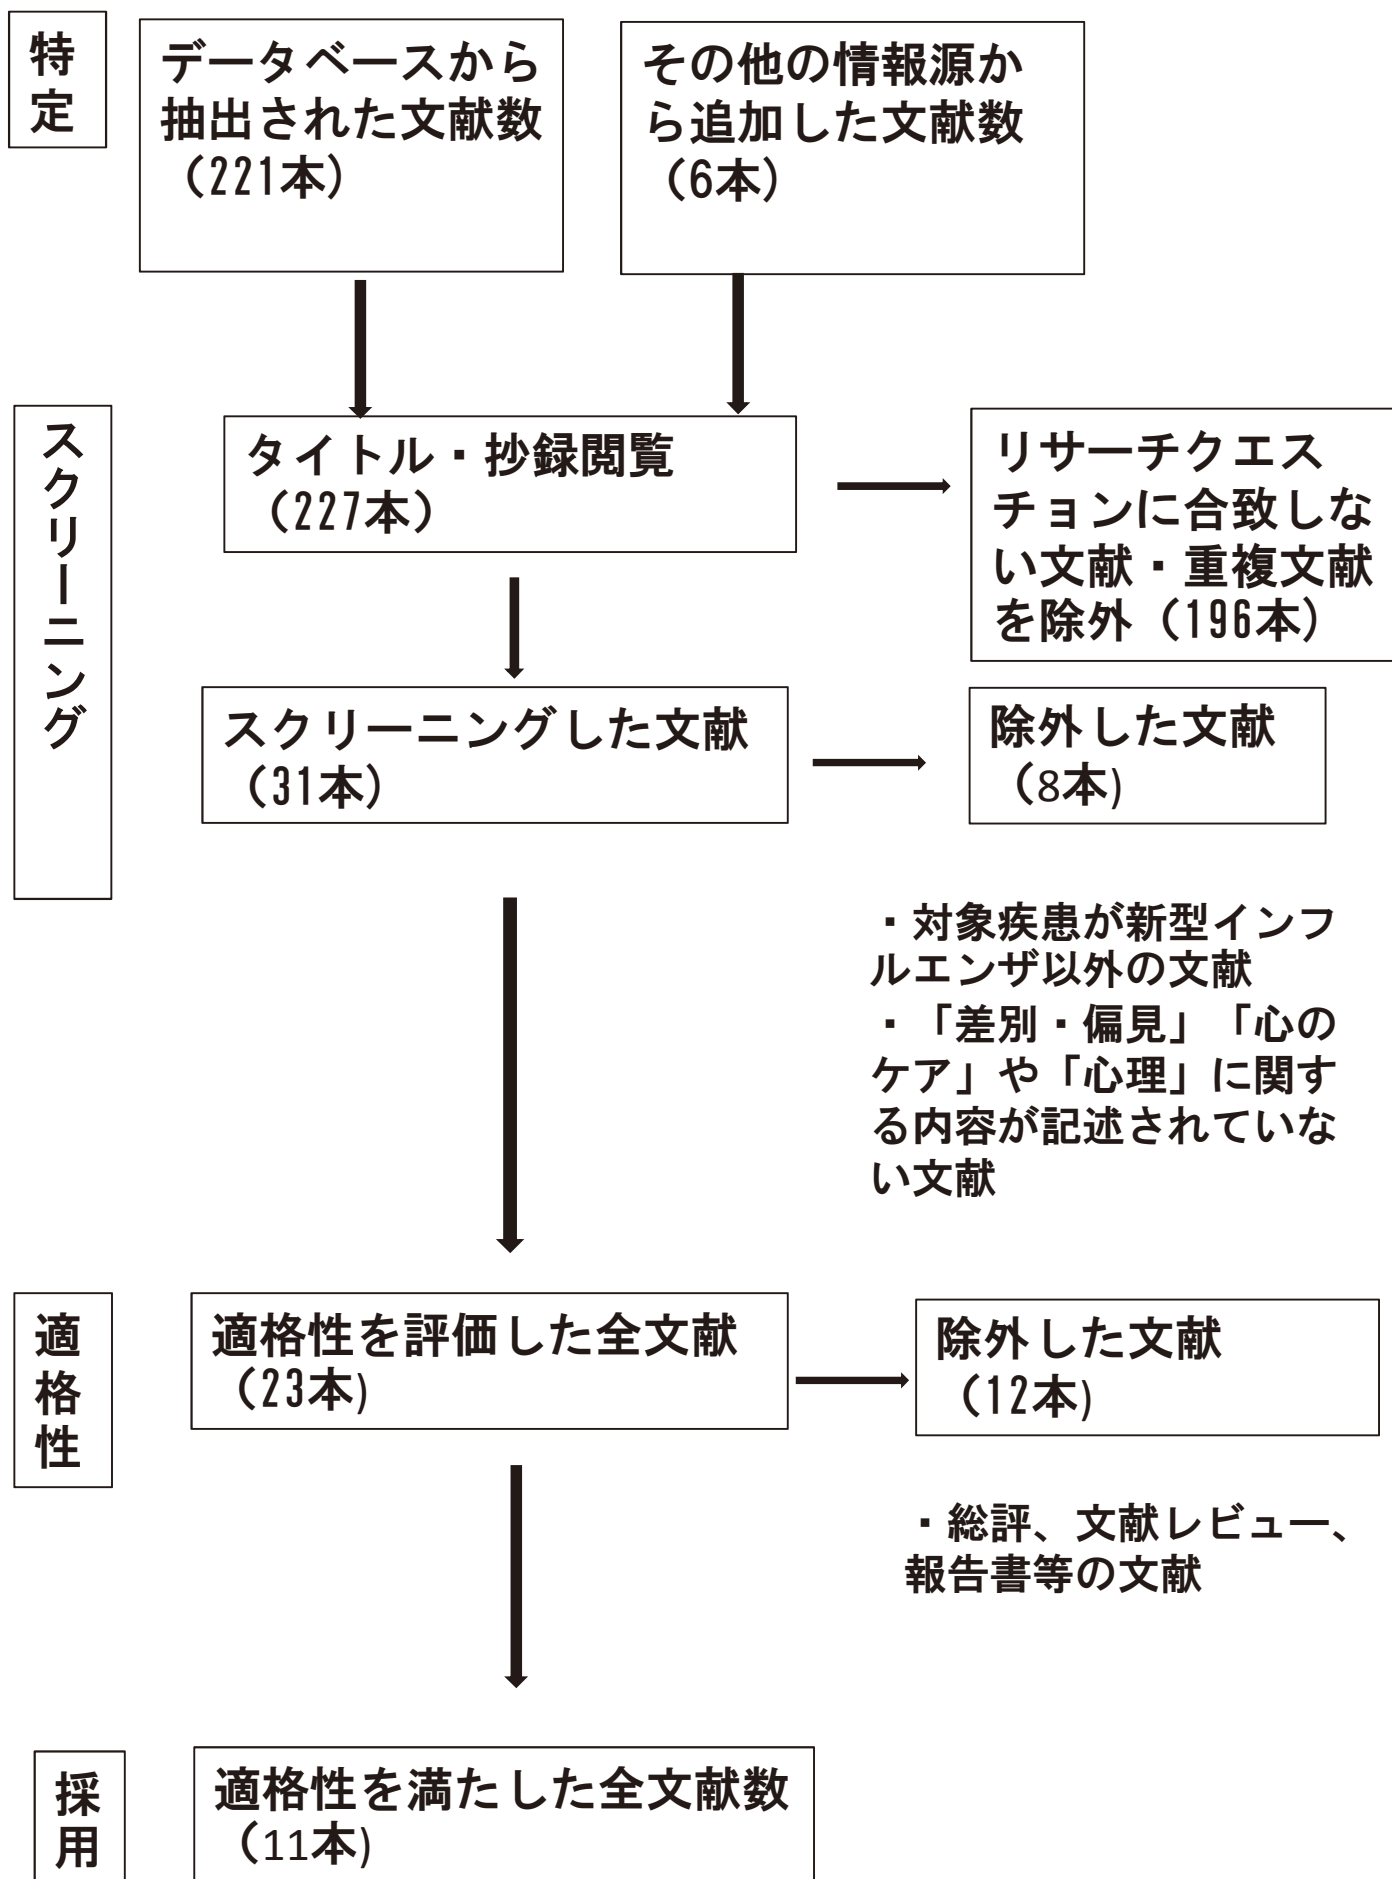 特定
データベースから
抽出された文献数
（221本）
その他の情報源か
ら追加した文献数
（6本）
スクリーニング
タイトル・抄録閲覧
（227本）
リサーチクエス
チョンに合致しな
い文献・重複文献
を除外（196本）
スクリーニングした文献
（31本）
除外した文献
（8本)
・対象疾患が新型インフ
ルエンザ以外の文献
・「差別・偏見」「心の
ケア」や「心理」に関す
る内容が記述されていな
い文献
適格性
適格性を評価した全文献
（23本)
除外した文献
（12本)
・総評、文献レビュー、
報告書等の文献
採用
適格性を満たした全文献数
（11本)